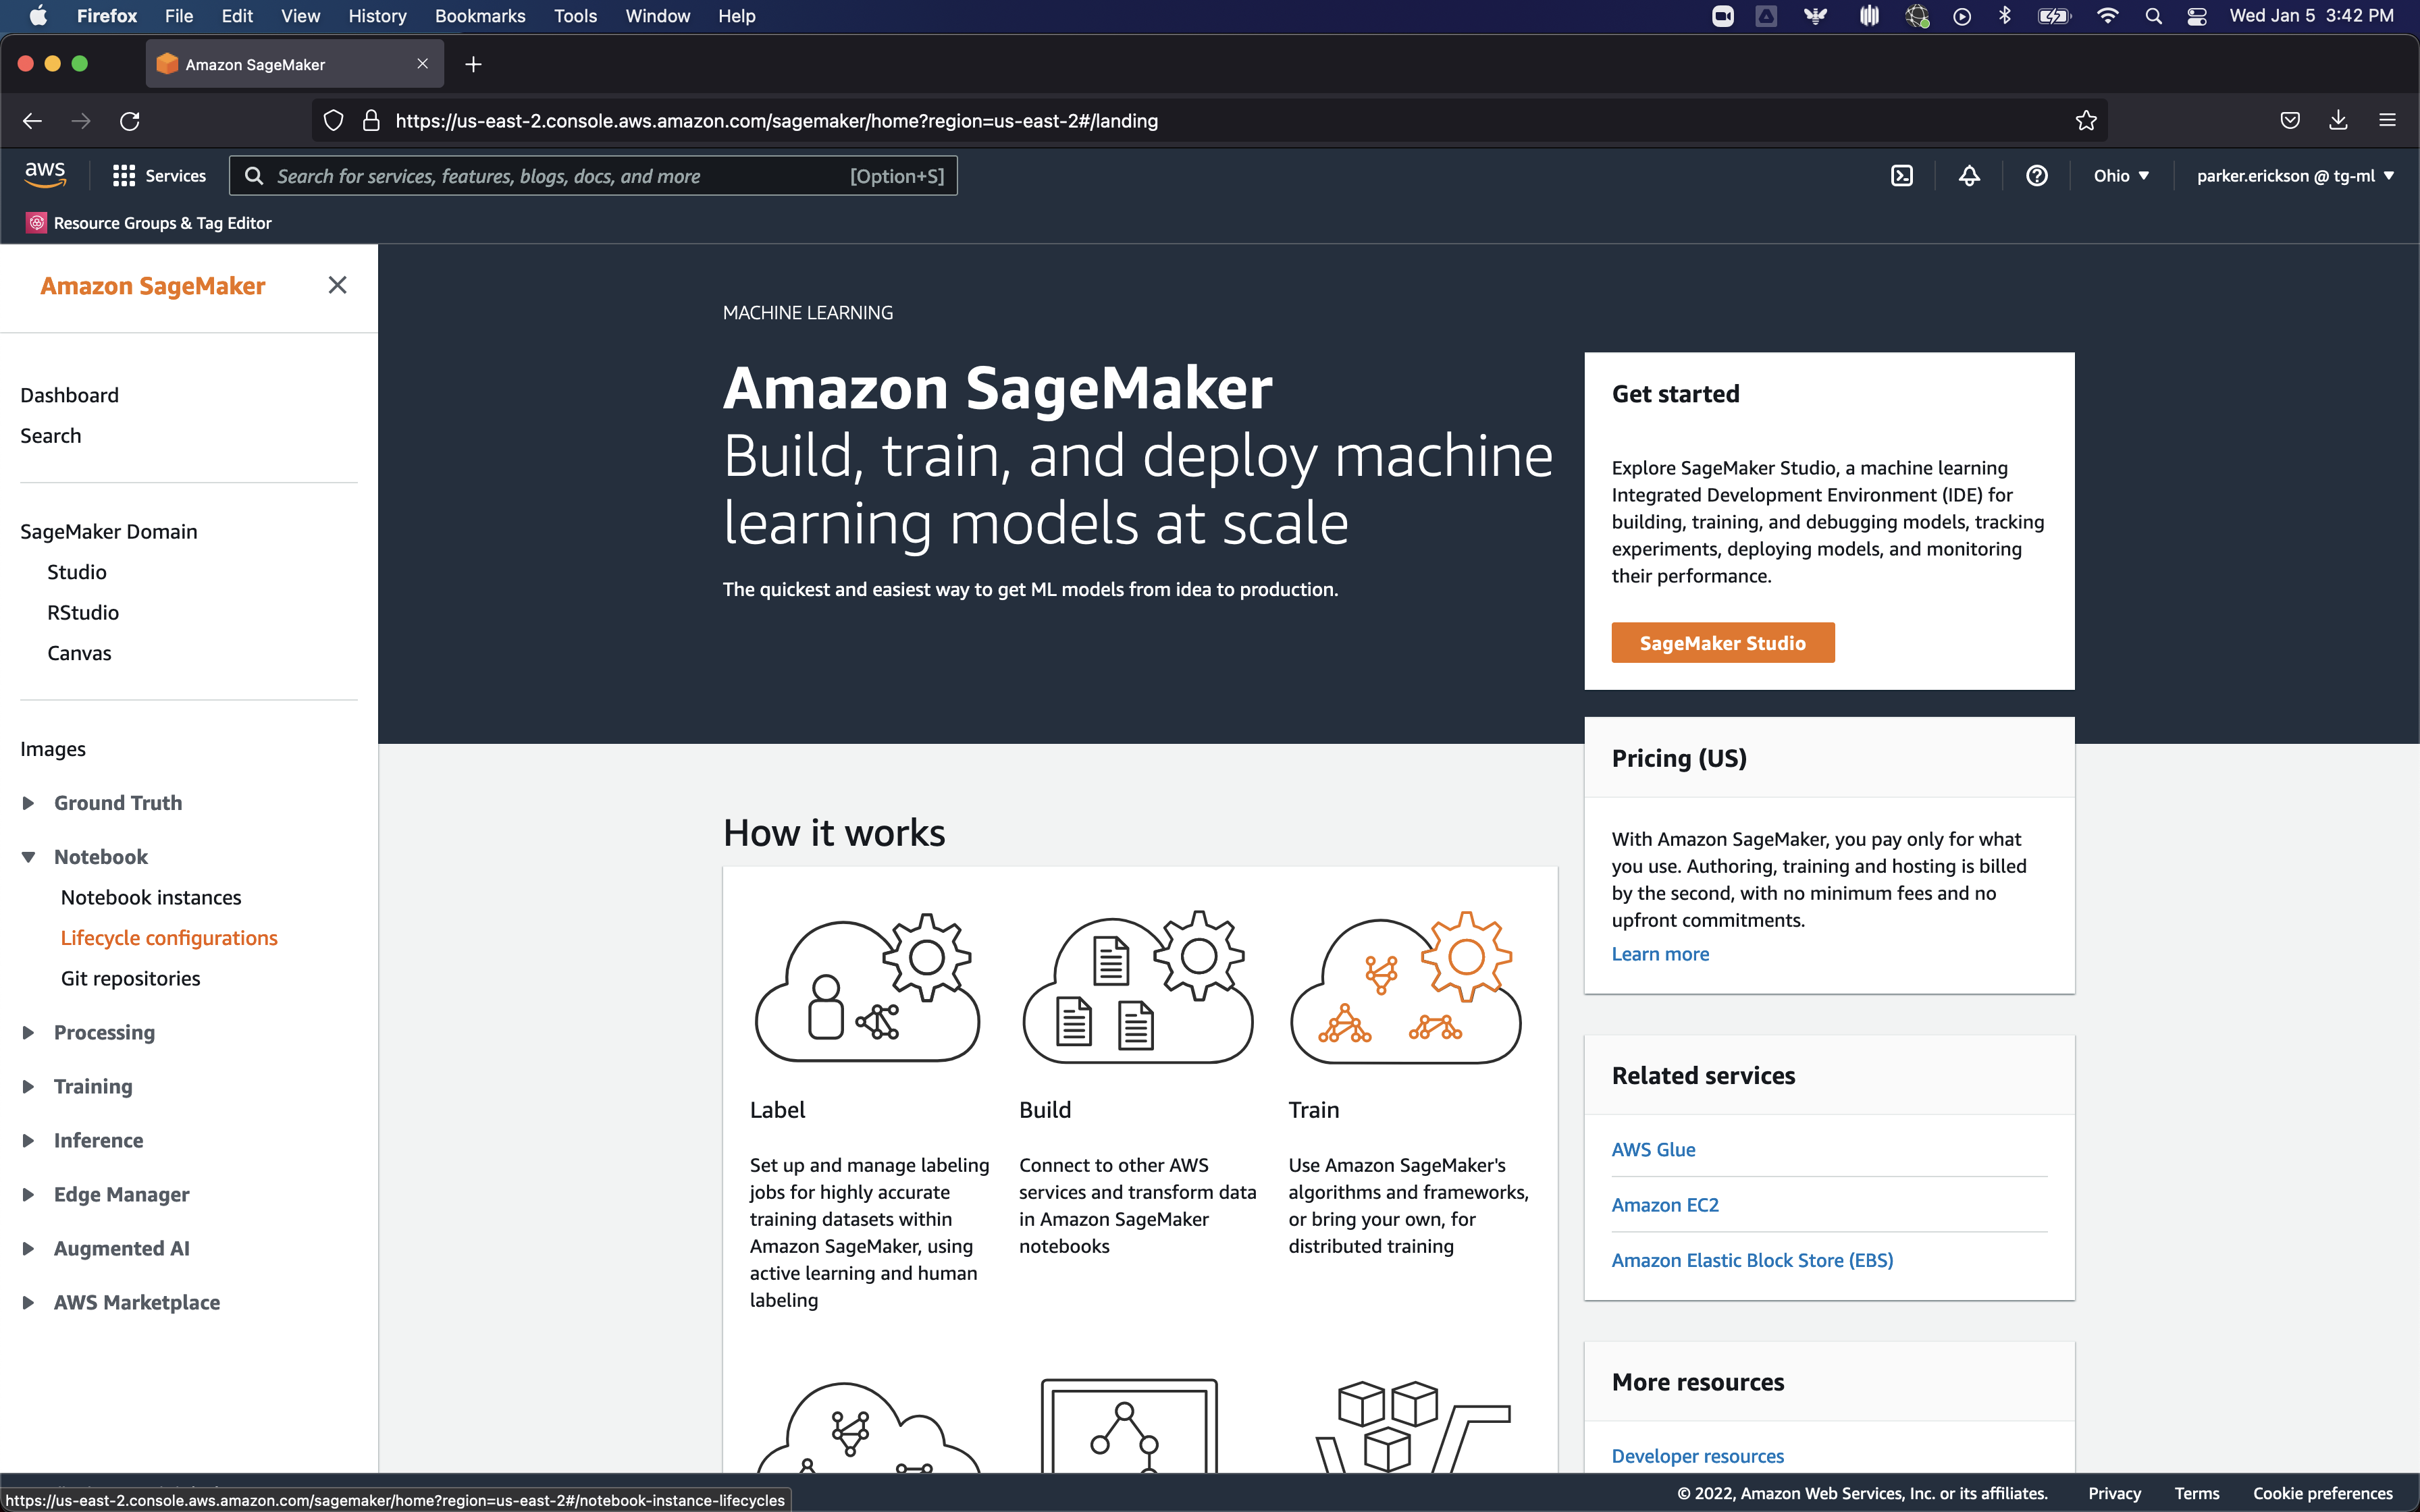 Firefox File Edit View History Bookmarks Tools Window Help
Wed Jan 5 3:42 PM
Amazon SageMaker
https://us-east-2.console.aws.amazon.com/sagemaker/home?region=us-east-2#/landing
aws
Services
Search for services, features, blogs, docs, and more
[Option+S]
Ohio
parker.erickson @ tg-ml
Resource Groups & Tag Editor
Amazon SageMaker
Dashboard
Search
SageMaker Domain
Studio
RStudio
Canvas
Images
Ground Truth
Notebook
Notebook instances
Lifecycle configurations
Git repositories
Processing
Training
Inference
Edge Manager
Augmented AI
AWS Marketplace
MACHINE LEARNING
Amazon SageMaker
Build, train, and deploy machine
learning models at scale
The quickest and easiest way to get ML models from idea to production.
Get started
Explore SageMaker Studio, a machine learning
Integrated Development Environment (IDE) for
building, training, and debugging models, tracking
experiments, deploying models, and monitoring
their performance.
SageMaker Studio
Pricing (US)
With Amazon SageMaker, you pay only for what
you use. Authoring, training and hosting is billed
by the second, with no minimum fees and no
upfront commitments.
Learn more
Related services
AWS Glue
Amazon EC2
Amazon Elastic Block Store (EBS)
More resources
Developer resources
How it works
Label
Set up and manage labeling
jobs for highly accurate
training datasets within
Amazon SageMaker, using
active learning and human
labeling
Build
Connect to other AWS
services and transform data
in Amazon SageMaker
notebooks
Train
Use Amazon SageMaker's
algorithms and frameworks,
or bring your own, for
distributed training
https://us-east-2.console.aws.amazon.com/sagemaker/home?region=us-east-2#/notebook-instance-lifecycles
© 2022, Amazon Web Services, Inc. or its affiliates.
Privacy
Terms
Cookie preferences